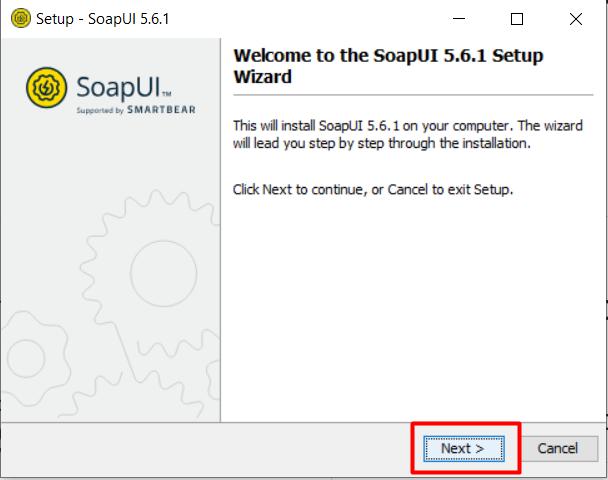 Setup - SoapUI 5.6.1
SoapUI™
Supported by SMARTBEAR
Welcome to the SoapUI 5.6.1 Setup
Wizard
This will install SoapUI 5.6.1 on your computer. The wizard
will lead you step by step through the installation.
Click Next to continue, or Cancel to exit Setup.
Next >
Cancel